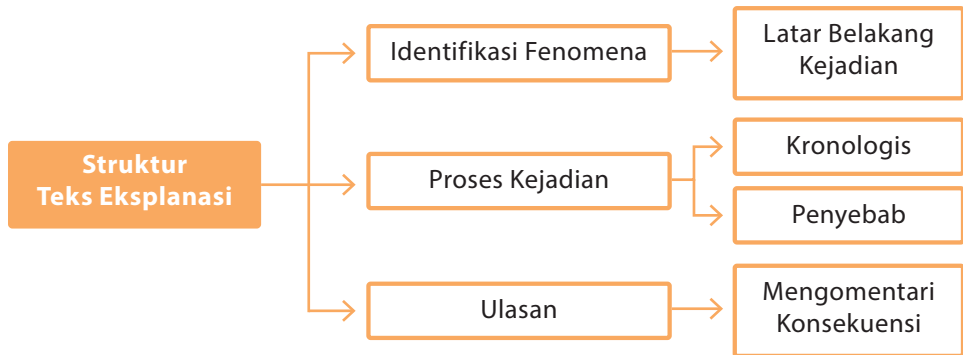 Struktur
Teks Eksplanasi
Identifikasi Fenomena
Latar Belakang
Kejadian
Proses Kejadian
Kronologis
Penyebab
Ulasan
Mengomentari
Konsekuensi